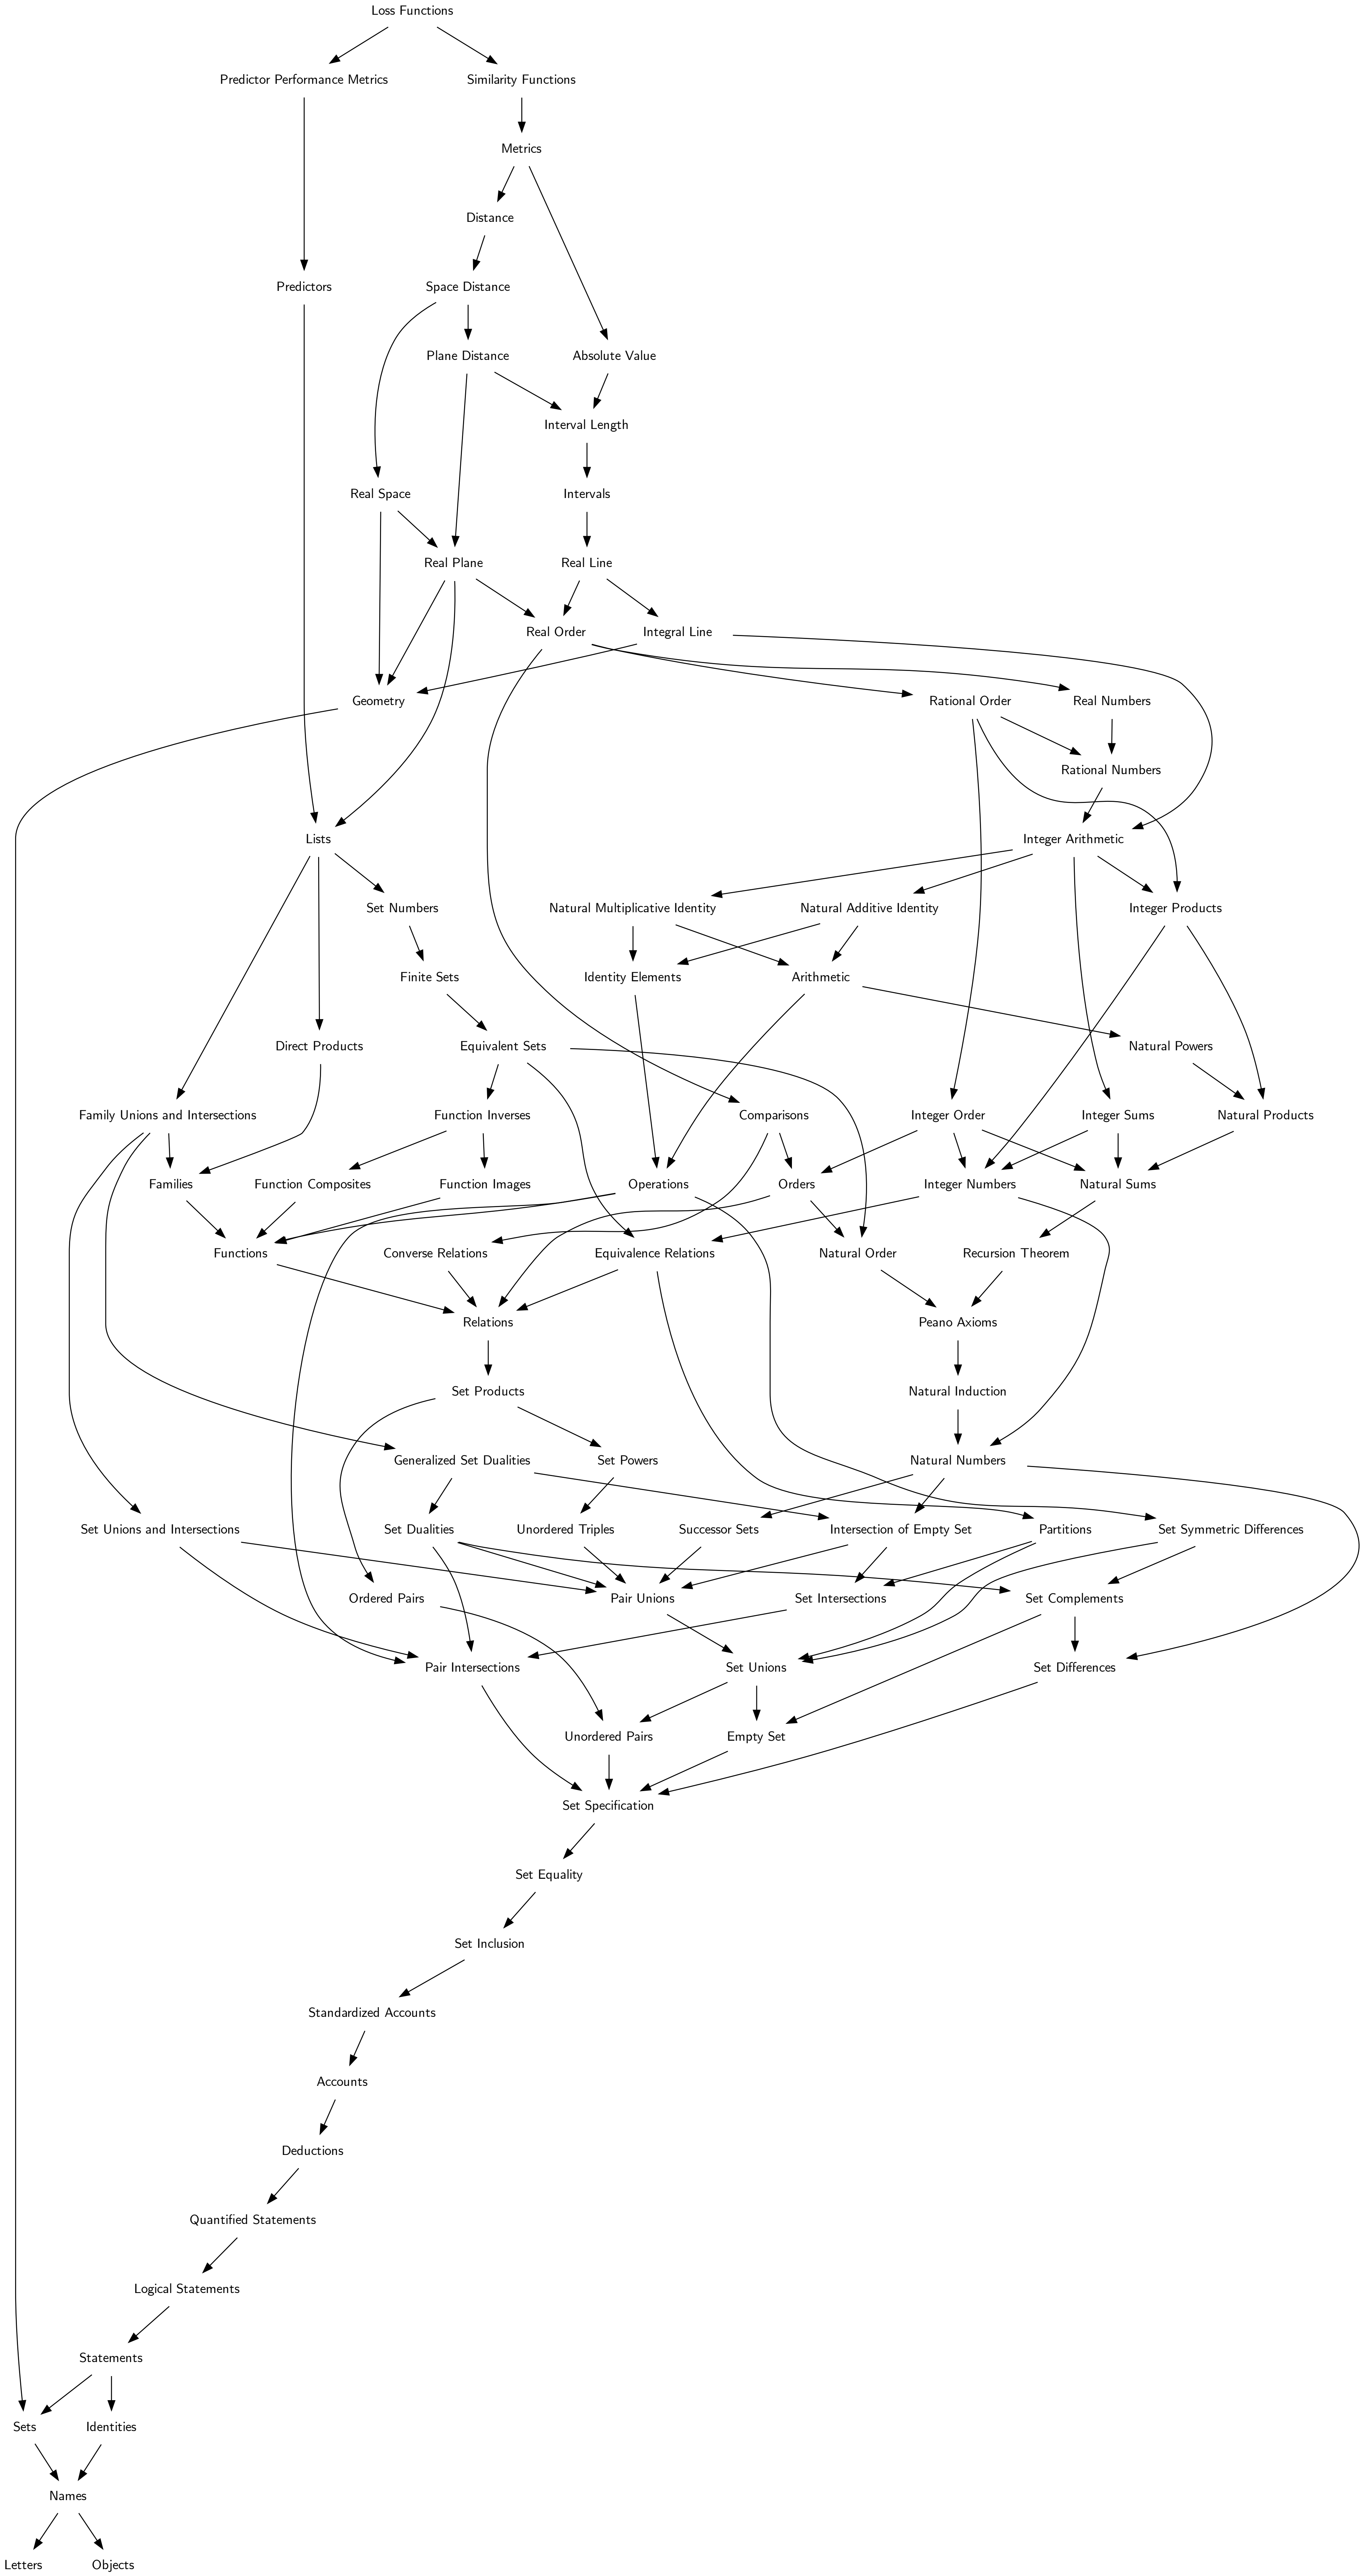 Loss Functions
Predictor Performance Metrics
Similarity Functions
Metrics
Distance
Predictors
Space Distance
Plane Distance
Absolute Value
Interval Length
Real Space
Intervals
Real Plane
Real Line
Real Order
Integral Line
Geometry
Rational Order
Real Numbers
Rational Numbers
Lists
Integer Arithmetic
Set Numbers
Natural Multiplicative Identity
Natural Additive Identity
Integer Products
Finite Sets
Identity Elements
Arithmetic
Direct Products
Equivalent Sets
Natural Powers
Family Unions and Intersections
Function Inverses
Comparisons
Integer Order
Integer Sums
Natural Products
Families
Function Composites
Function Images
Operations
Orders
Integer Numbers
Natural Sums
Functions
Converse Relations
Equivalence Relations
Natural Order
Recursion Theorem
Relations
Peano Axioms
Set Products
Natural Induction
Generalized Set Dualities
Set Powers
Natural Numbers
Set Unions and Intersections
Set Dualities
Unordered Triples
Successor Sets
Intersection of Empty Set
Partitions
Set Symmetric Differences
Ordered Pairs
Pair Unions
Set Intersections
Set Complements
Pair Intersections
Set Unions
Set Differences
Unordered Pairs
Empty Set
Set Specification
Set Equality
Set Inclusion
Standardized Accounts
Accounts
Deductions
Quantified Statements
Logical Statements
Statements
Sets
Identities
Names
Letters
Objects